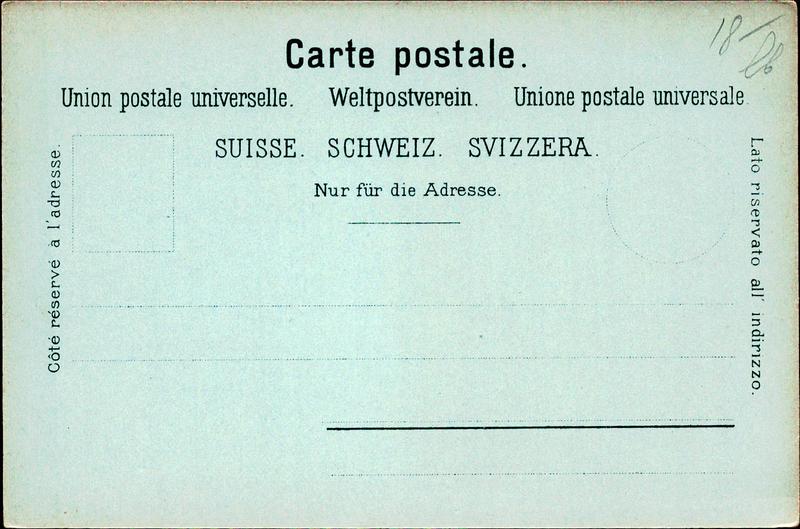 Carte postale.
Union postale universelle. Weltpostverein. Unione postale universale
SUISSE. SCHWEIZ. SVIZZERA.
Nur für die Adresse.
Côté réservé à l'adresse.
Lato riservato all' indirizzo.
18